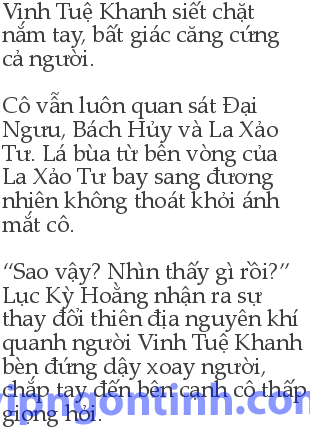 Vinh Tuệ Khanh siết chặt
nắm tay, bất giác căng cứng
cả người.
Cô vẫn luôn quan sát Đại
Ngưu, Bách Hủy và La Xảo
Tư. Lá bùa từ bên vòng của
La Xảo Tư bay sang đương
nhiên không thoát khỏi ánh
mắt cô.
“Sao vậy? Nhìn thấy gì rồi?”
Lục Kỳ Hoằng nhận ra sự
thay đổi thiên địa nguyên khí
quanh người Vinh Tuệ Khanh
bèn đứng dậy xoay người,
chắp tay đến bên cạnh cô thấp
giọng hỏi.
vipngontinh.com